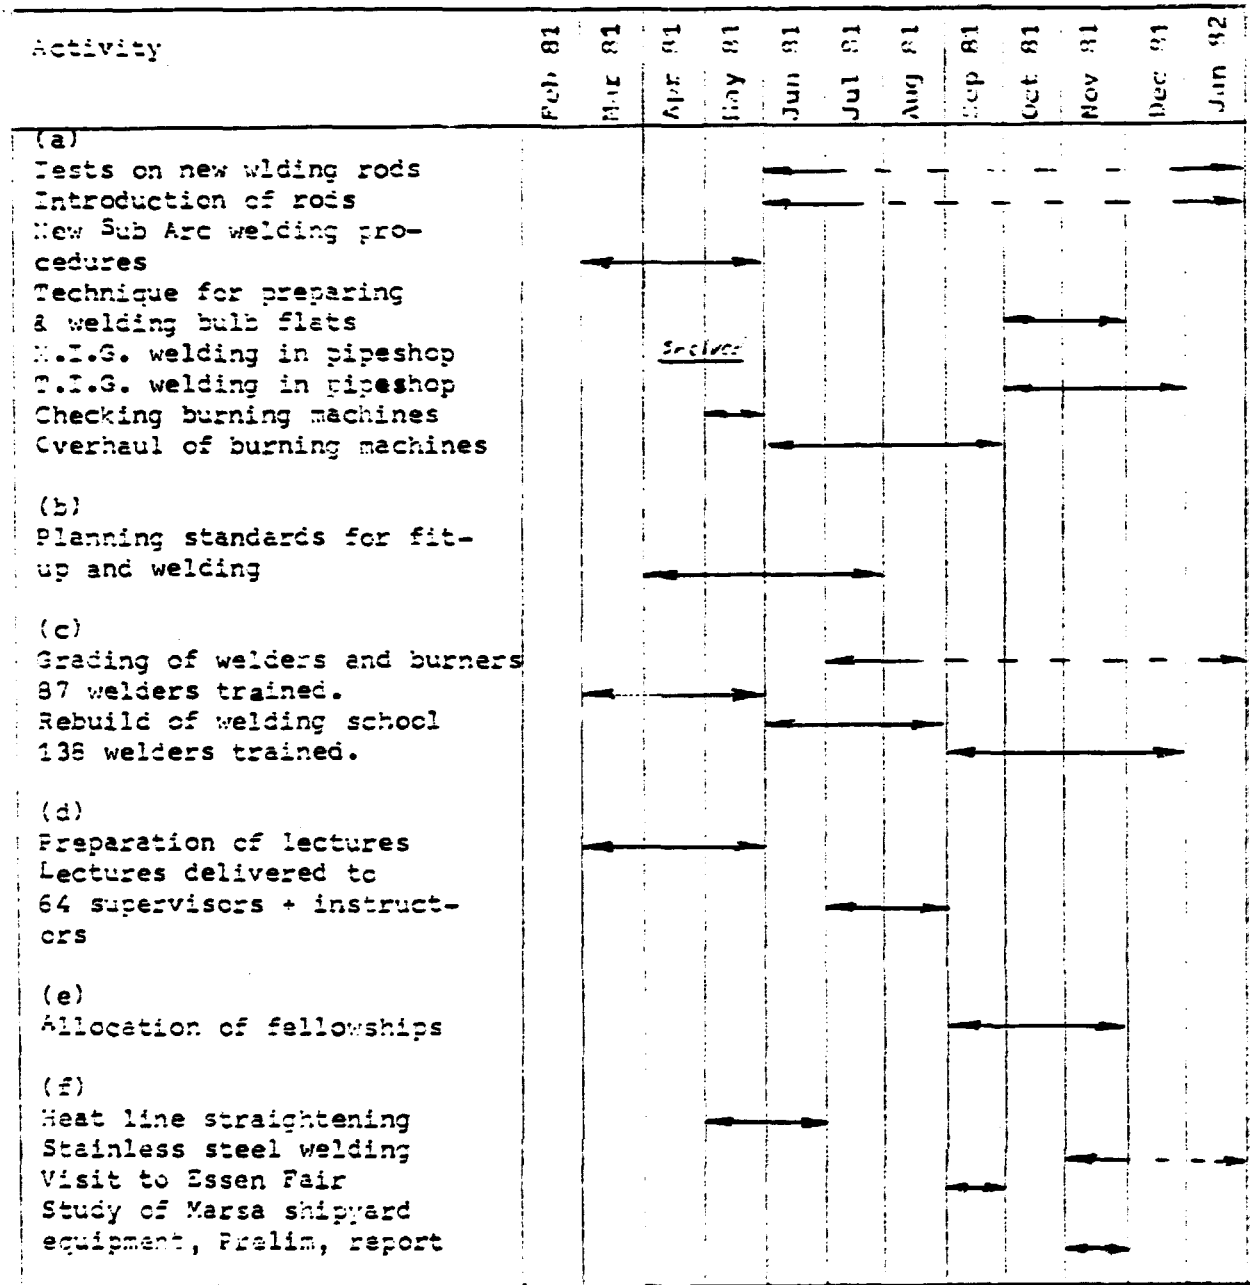 Activity
Feb 81
Mar 81
Apr 81
May 81
Jun 81
Jul 81
Aug 81
Sep 81
Oct 81
Nov 81
Dec 81
Jan 82
(a)
Tests on new wlding rods
Introduction of rods
New Sub Arc welding pro-
cedures
Technique for preparing
& welding bulb flats
M.I.G. welding in pipeshop
Shelved
T.I.G. welding in pipeshop
Checking burning machines
Overhaul of burning machines
(b)
Planning standards for fit-
up and welding
(c)
Grading of welders and burners
87 welders trained.
Rebuild of welding school
138 welders trained.
(d)
Preparation of lectures
Lectures delivered to
64 supervisors + instruct-
ors
(e)
Allocation of fellowships
(f)
Heat line straightening
Stainless steel welding
Visit to Essen Fair
Study of Marsa shipyard
equipment, Prelim, report